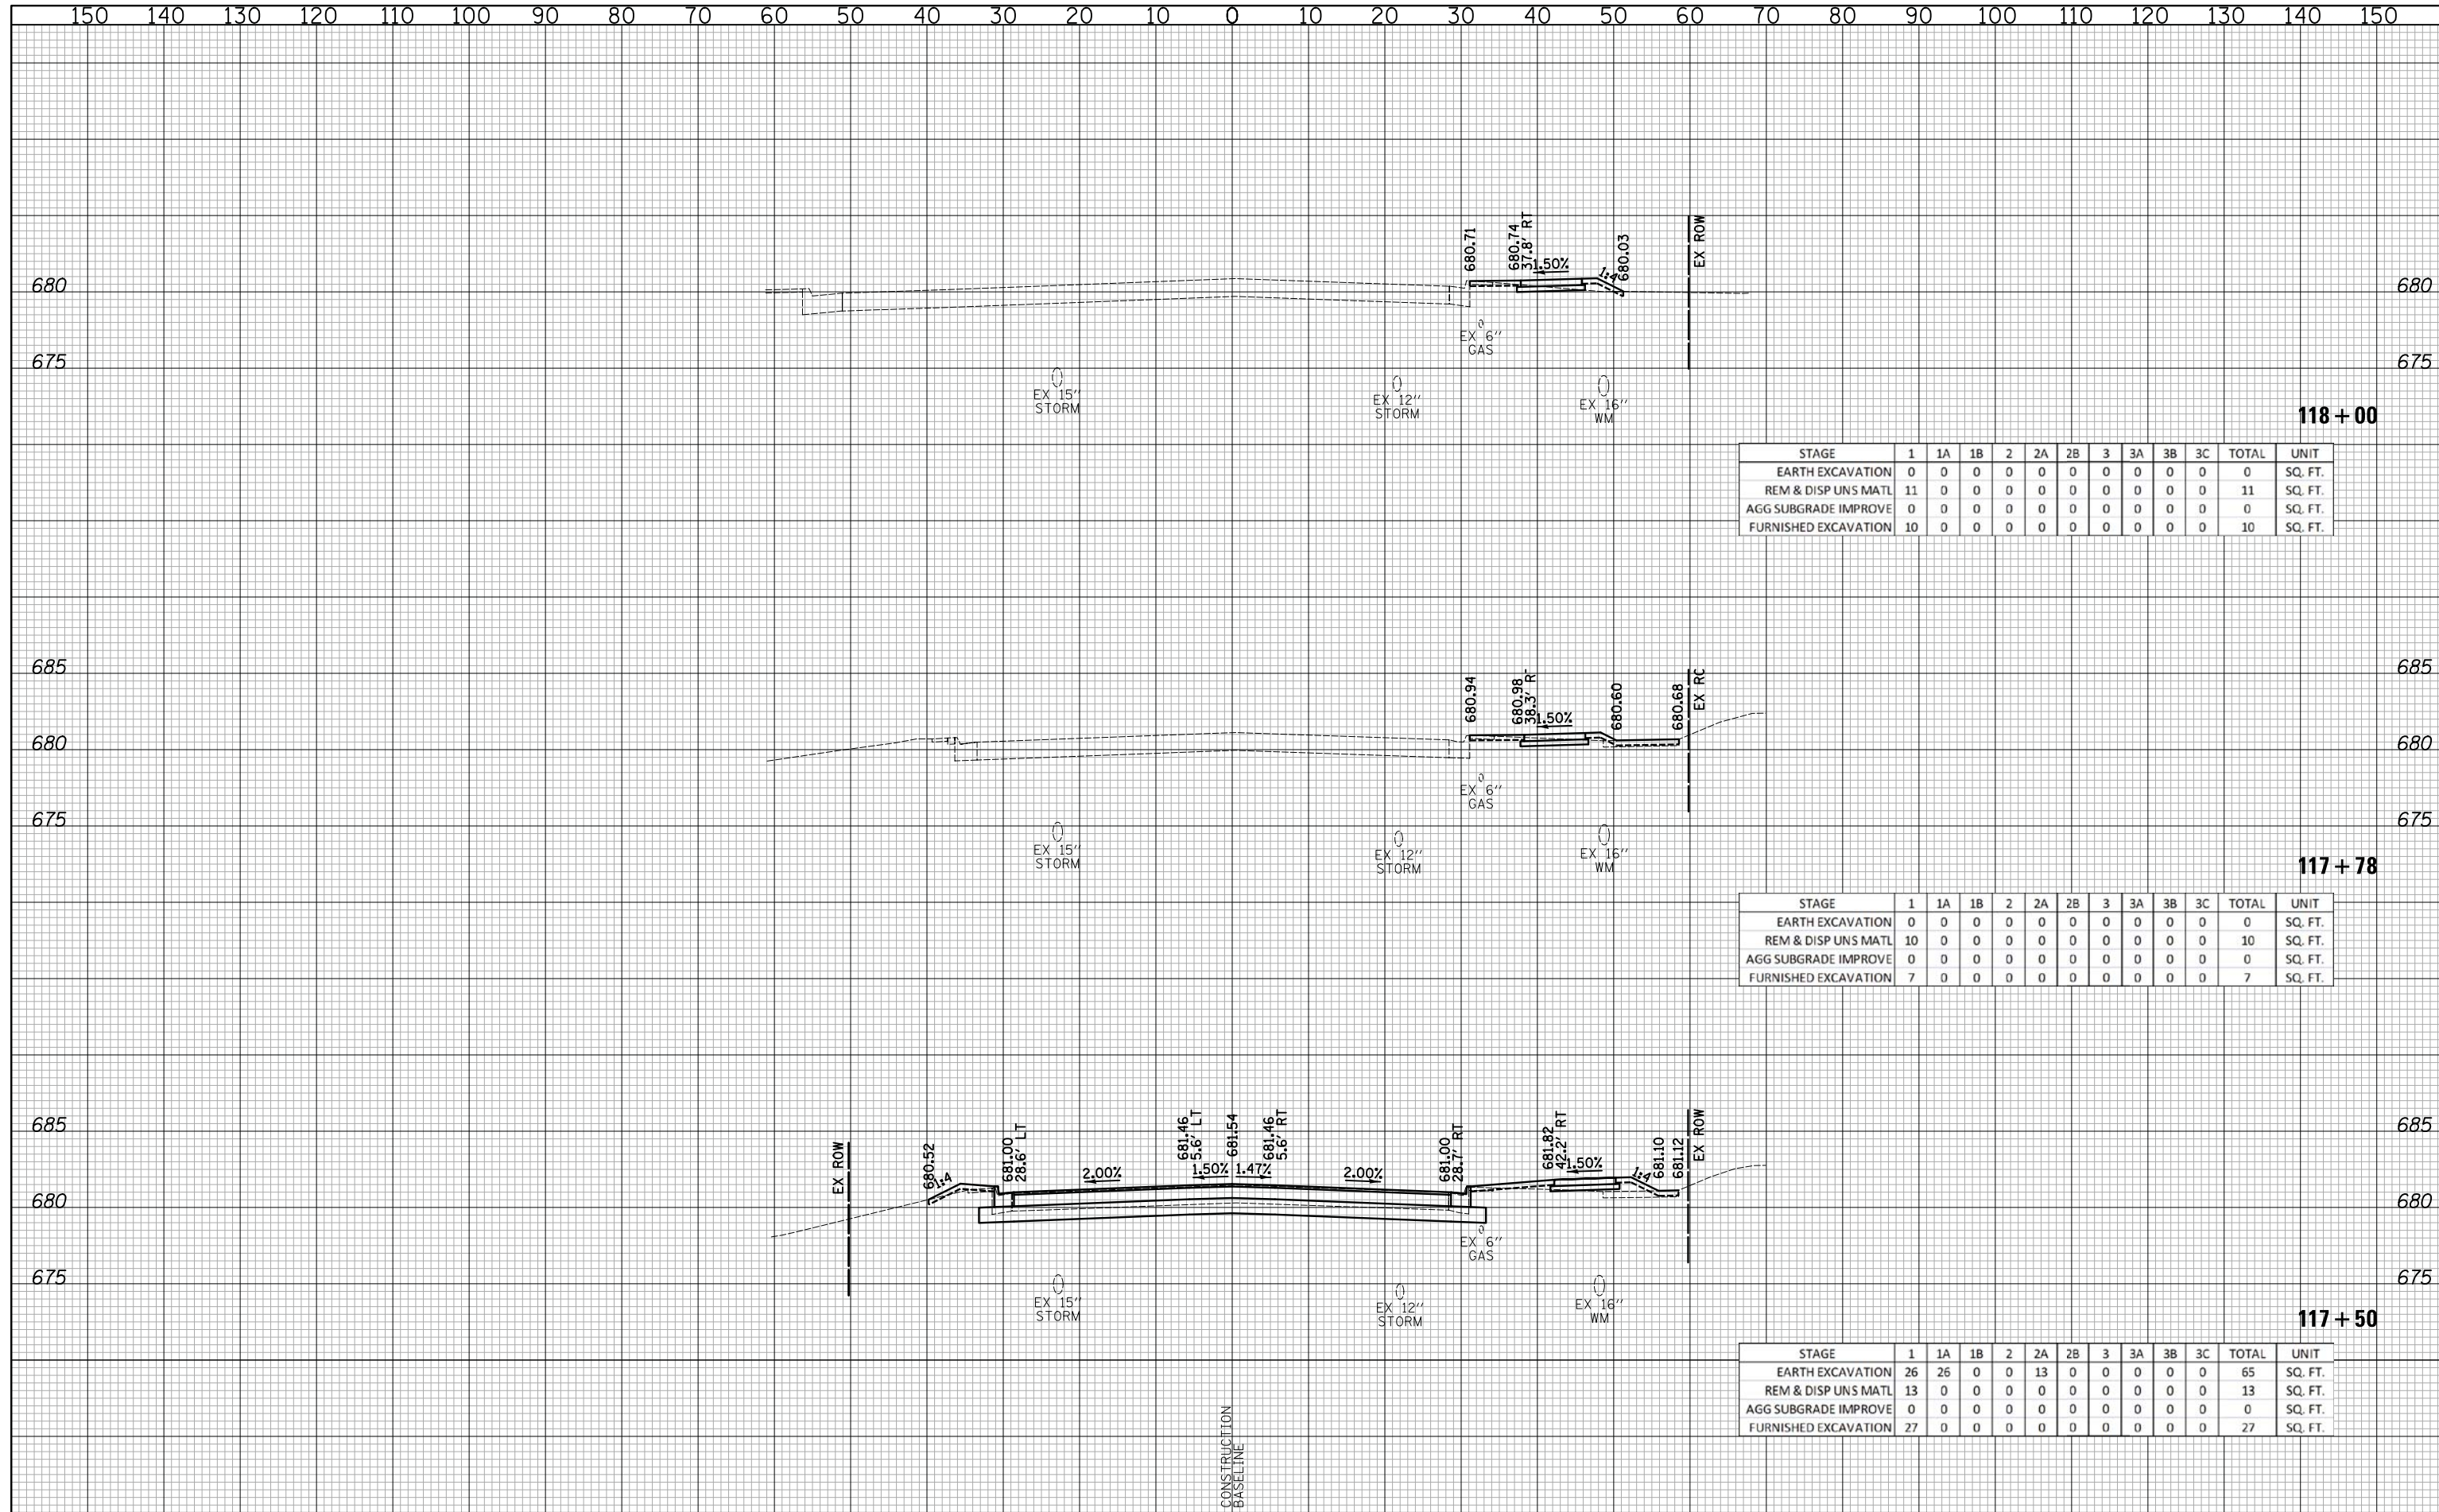 150 140 130 120 110 100 90 80 70 60 50 40 30 20 10 0 10 20 30 40 50 60 70 80 90 100 110 120 130 140 150
680.71
680.74
37.8' RT
1.50%
1:4
680.03
EX ROW
680 680
EX 6"
GAS
675 675
EX 15"
STORM
EX 12"
STORM
EX 16"
WM
118+00
STAGE 1 1A 1B 2 2A 2B 3 3A 3B 3C TOTAL UNIT
EARTH EXCAVATION 0 0 0 0 0 0 0 0 0 0 0 SQ. FT.
REM & DISP UNS MATL 11 0 0 0 0 0 0 0 0 0 11 SQ. FT.
AGG SUBGRADE IMPROVE 0 0 0 0 0 0 0 0 0 0 0 SQ. FT.
FURNISHED EXCAVATION 10 0 0 0 0 0 0 0 0 0 10 SQ. FT.
685 685
680.94
680.98
38.3' R
1.50%
680.60
680.68
EX RO
680 680
EX 6"
GAS
675 675
EX 15"
STORM
EX 12"
STORM
EX 16"
WM
117+78
STAGE 1 1A 1B 2 2A 2B 3 3A 3B 3C TOTAL UNIT
EARTH EXCAVATION 0 0 0 0 0 0 0 0 0 0 0 SQ. FT.
REM & DISP UNS MATL 10 0 0 0 0 0 0 0 0 0 10 SQ. FT.
AGG SUBGRADE IMPROVE 0 0 0 0 0 0 0 0 0 0 0 SQ. FT.
FURNISHED EXCAVATION 7 0 0 0 0 0 0 0 0 0 7 SQ. FT.
685 685
EX ROW
680.52
1:4
681.00
28.6' LT
2.00%
681.46
5.6' LT
1.50%
681.54
1.47%
681.46
5.6' RT
2.00%
681.00
28.7' RT
681.82
42.2' RT
1.50%
1:4
681.10
681.12
EX ROW
680 680
EX 6"
GAS
675 675
EX 15"
STORM
EX 12"
STORM
EX 16"
WM
117+50
STAGE 1 1A 1B 2 2A 2B 3 3A 3B 3C TOTAL UNIT
EARTH EXCAVATION 26 26 0 0 13 0 0 0 0 0 65 SQ. FT.
REM & DISP UNS MATL 13 0 0 0 0 0 0 0 0 0 13 SQ. FT.
AGG SUBGRADE IMPROVE 0 0 0 0 0 0 0 0 0 0 0 SQ. FT.
FURNISHED EXCAVATION 27 0 0 0 0 0 0 0 0 0 27 SQ. FT.
CONSTRUCTION
BASELINE